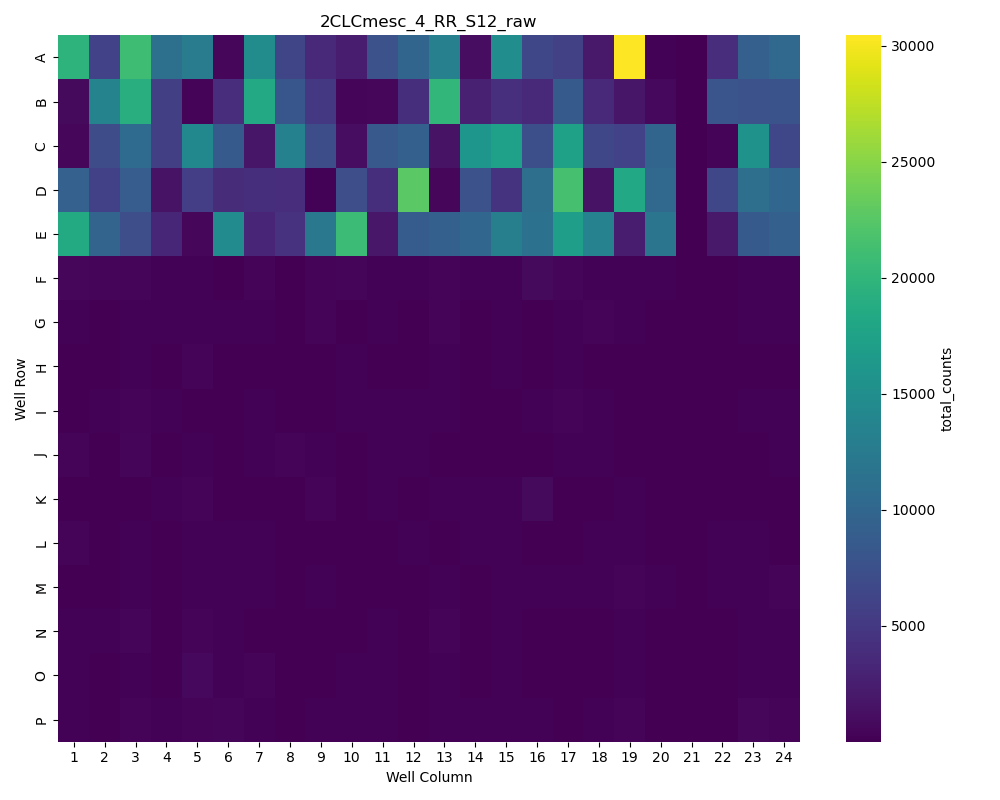 2CLCmesc_4_RR_S12_raw
Well Row
A
B
C
D
E
F
G
H
I
J
K
L
M
N
O
P
1 2 3 4 5 6 7 8 9 10 11 12 13 14 15 16 17 18 19 20 21 22 23 24
Well Column
30000
25000
20000
15000
10000
5000
total_counts